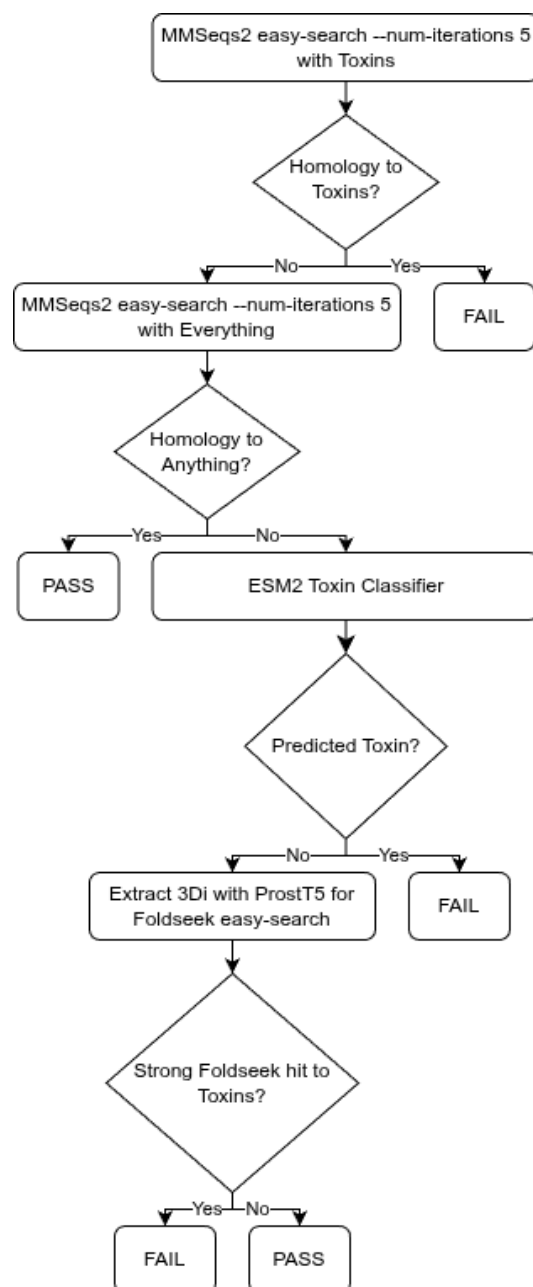 MMSeqs2 easy-search --num-iterations 5
with Toxins
Homology to
Toxins?
No
Yes
MMSeqs2 easy-search --num-iterations 5
with Everything
FAIL
Homology to
Anything?
Yes
No
PASS
ESM2 Toxin Classifier
Predicted Toxin?
No
Yes
Extract 3Di with ProstT5 for
Foldseek easy-search
FAIL
Strong Foldseek hit to
Toxins?
Yes
No
FAIL
PASS